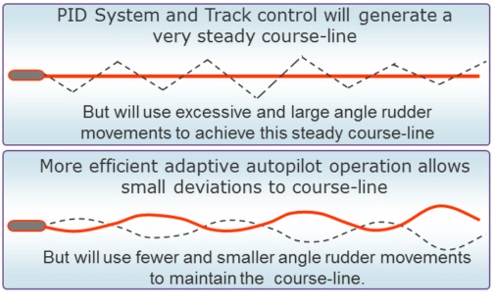 PID System and Track control will generate a
very steady course-line
But will use excessive and large angle rudder
movements to achieve this steady course-line
More efficient adaptive autopilot operation allows
small deviations to course-line
But will use fewer and smaller angle rudder movements
to maintain the course-line.